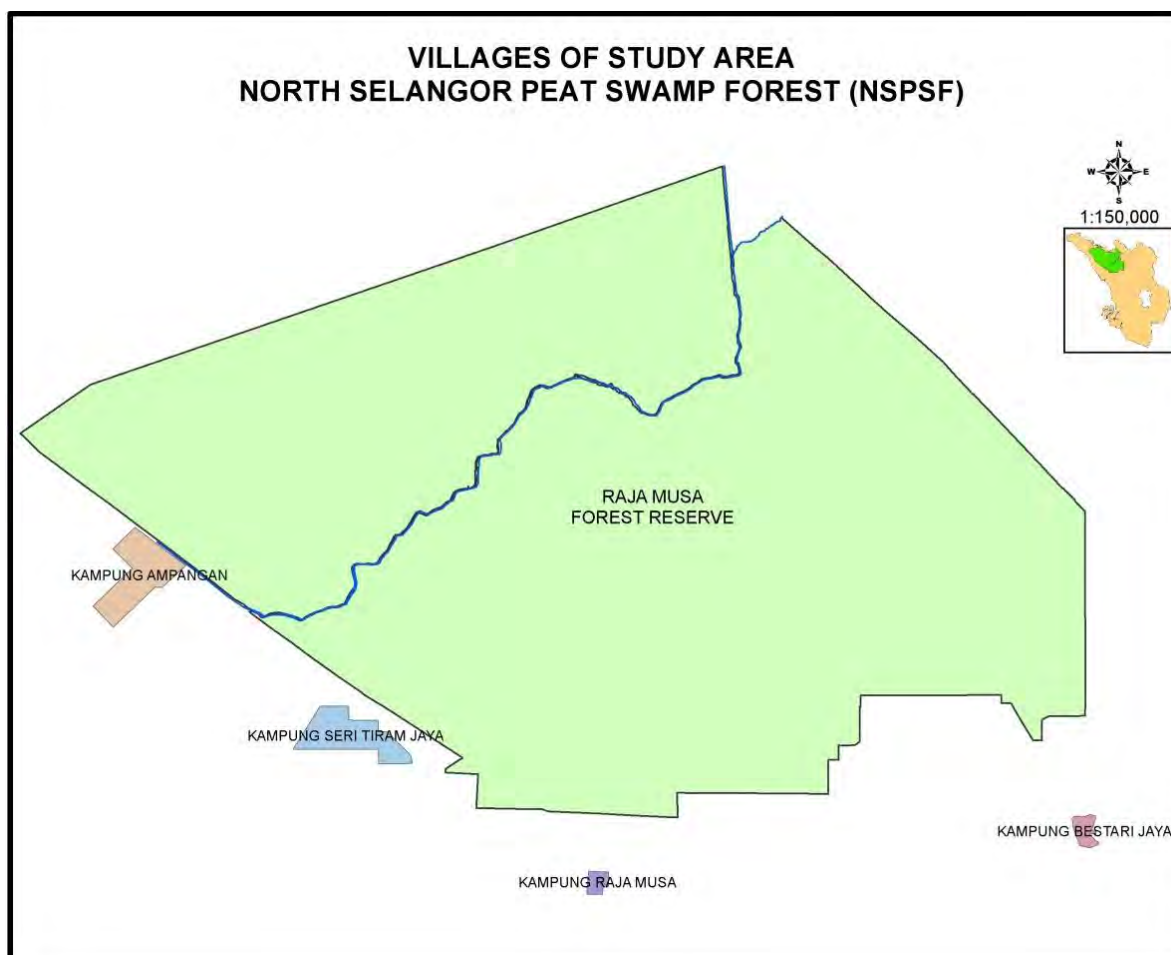 VILLAGES OF STUDY AREA
NORTH SELANGOR PEAT SWAMP FOREST (NSPSF)
N
W E
S
1:150,000
RAJA MUSA
FOREST RESERVE
KAMPUNG AMPANGAN
KAMPUNG SERI TIRAM JAYA
KAMPUNG BESTARI JAYA
KAMPUNG RAJA MUSA